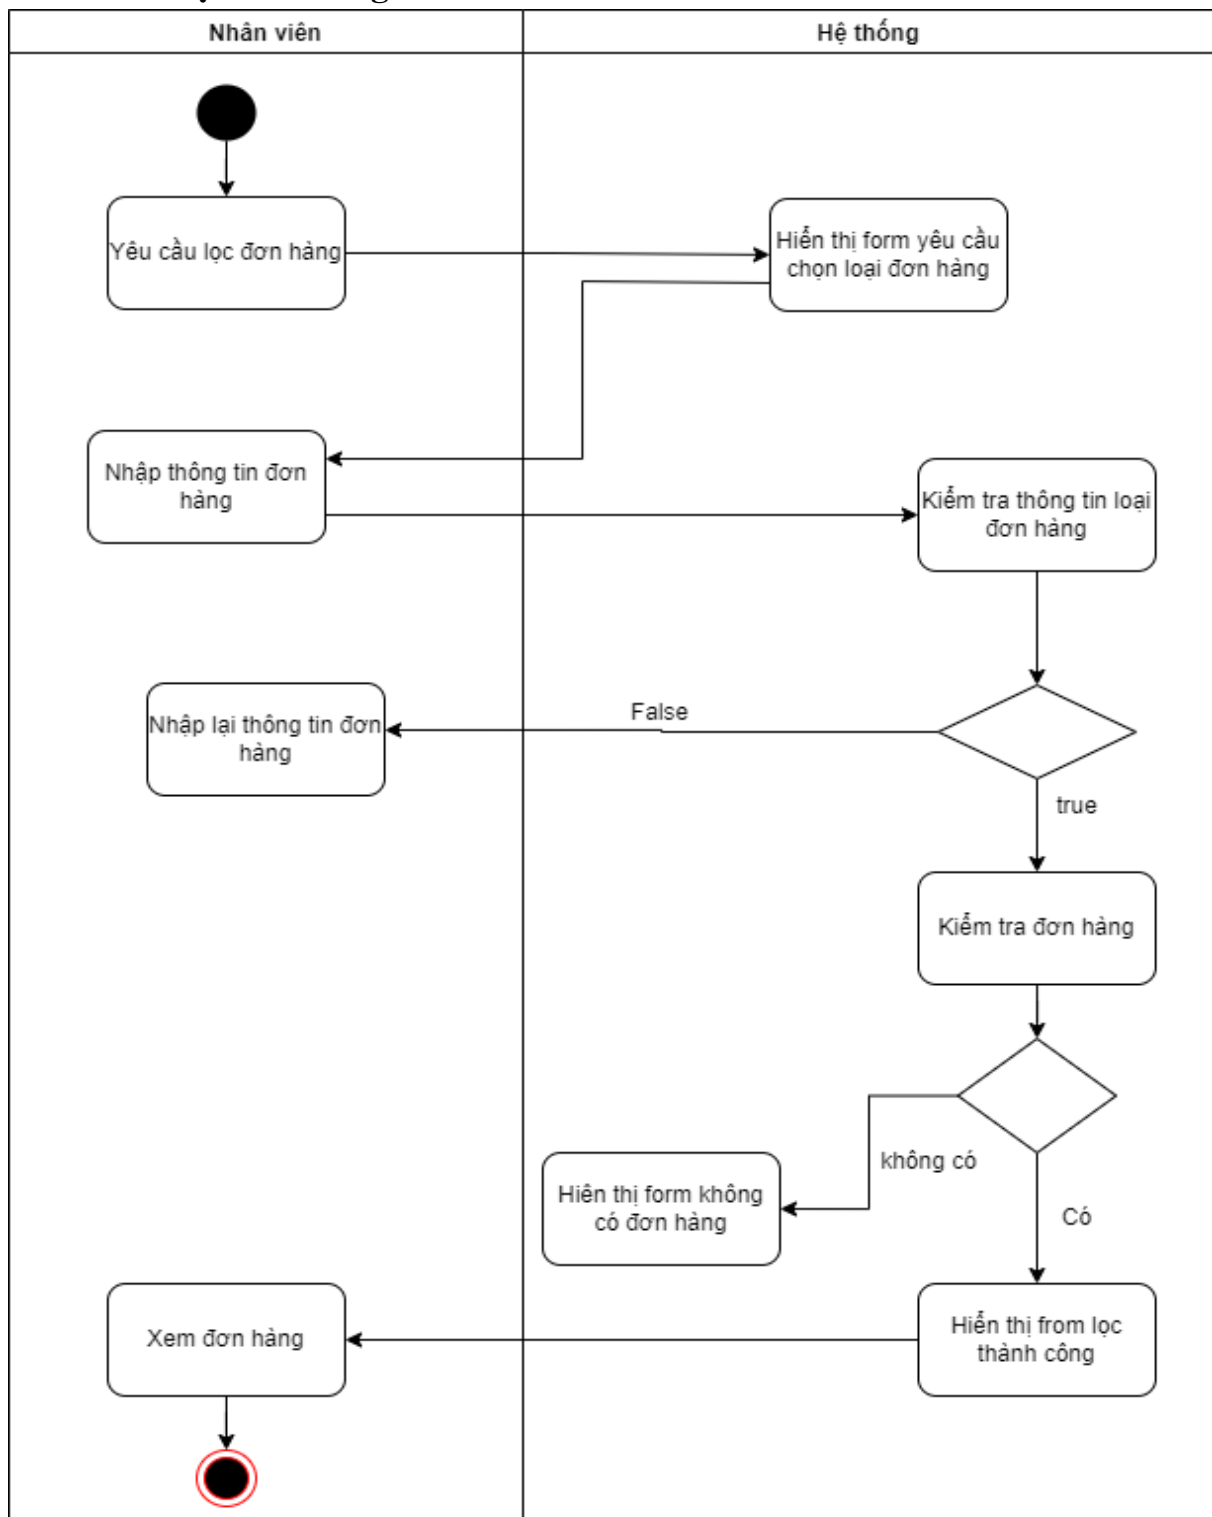 Nhân viên
Hệ thống
Yêu cầu lọc đơn hàng
Hiển thị form yêu cầu
chọn loại đơn hàng
Nhập thông tin đơn
hàng
Kiểm tra thông tin loại
đơn hàng
Nhập lại thông tin đơn
hàng
False
true
Kiểm tra đơn hàng
không có
Hiên thị form không
có đơn hàng
Có
Xem đơn hàng
Hiển thị from lọc
thành công